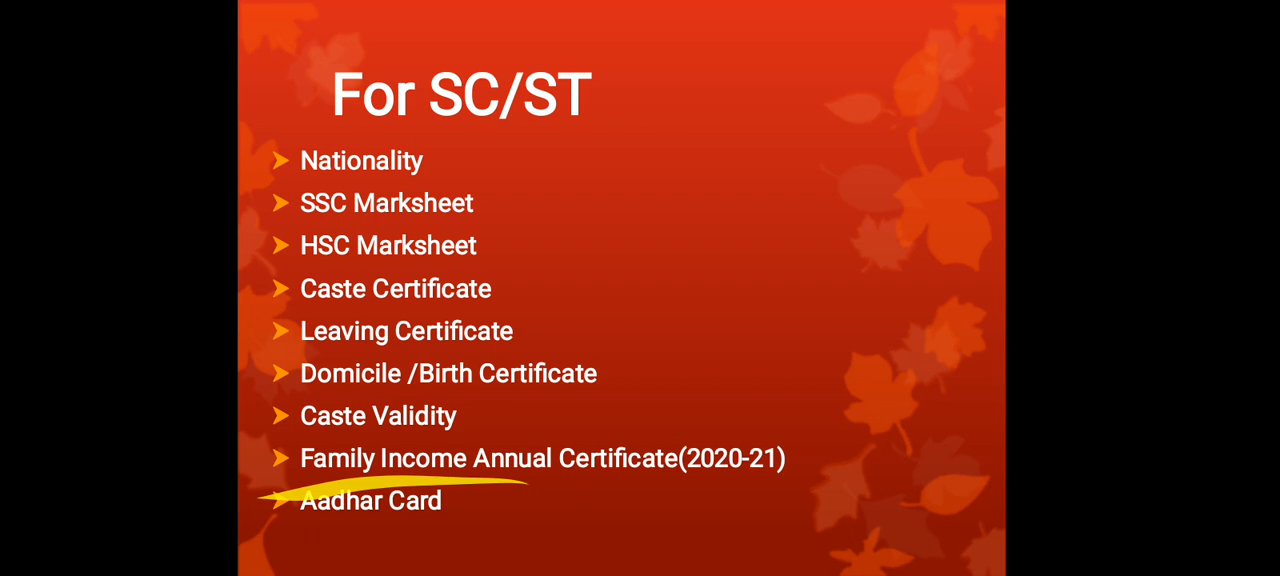 For SC/ST
Nationality
SSC Marksheet
HSC Marksheet
Caste Certificate
Leaving Certificate
Domicile /Birth Certificate
Caste Validity
Family Income Annual Certificate(2020-21)
Aadhar Card